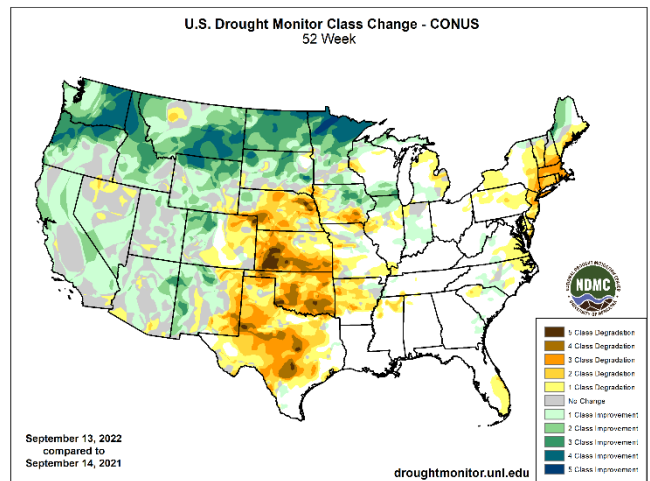 U.S. Drought Monitor Class Change - CONUS
52 Week
NDMC
5 Class Degradation
4 Class Degradation
3 Class Degradation
2 Class Degradation
1 Class Degradation
No Change
1 Class Improvement
2 Class Improvement
3 Class Improvement
4 Class Improvement
5 Class Improvement
September 13, 2022
compared to
September 14, 2021
droughtmonitor.unl.edu